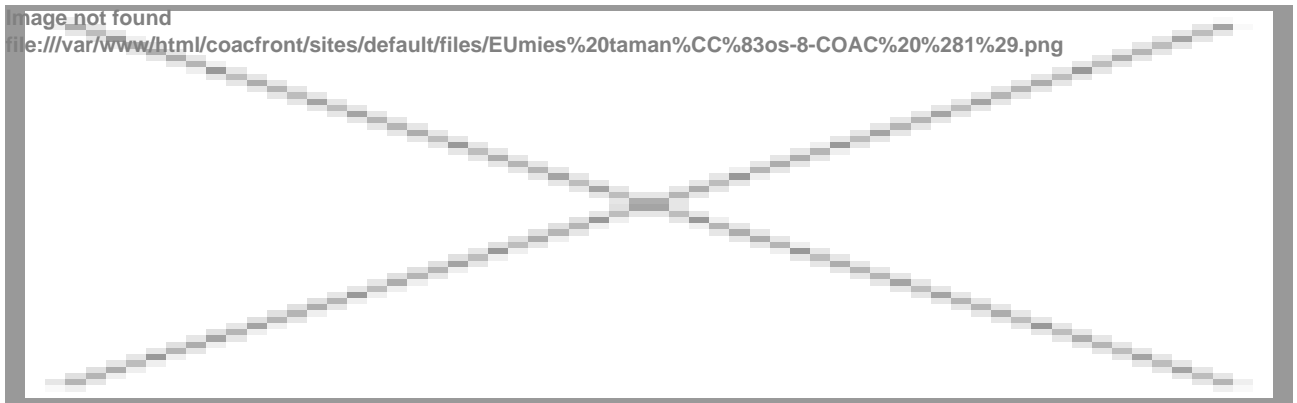 Image not found
file:///var/www/html/coacfront/sites/default/files/EUmies%20taman%CC%83os-8-COAC%20%281%29.png